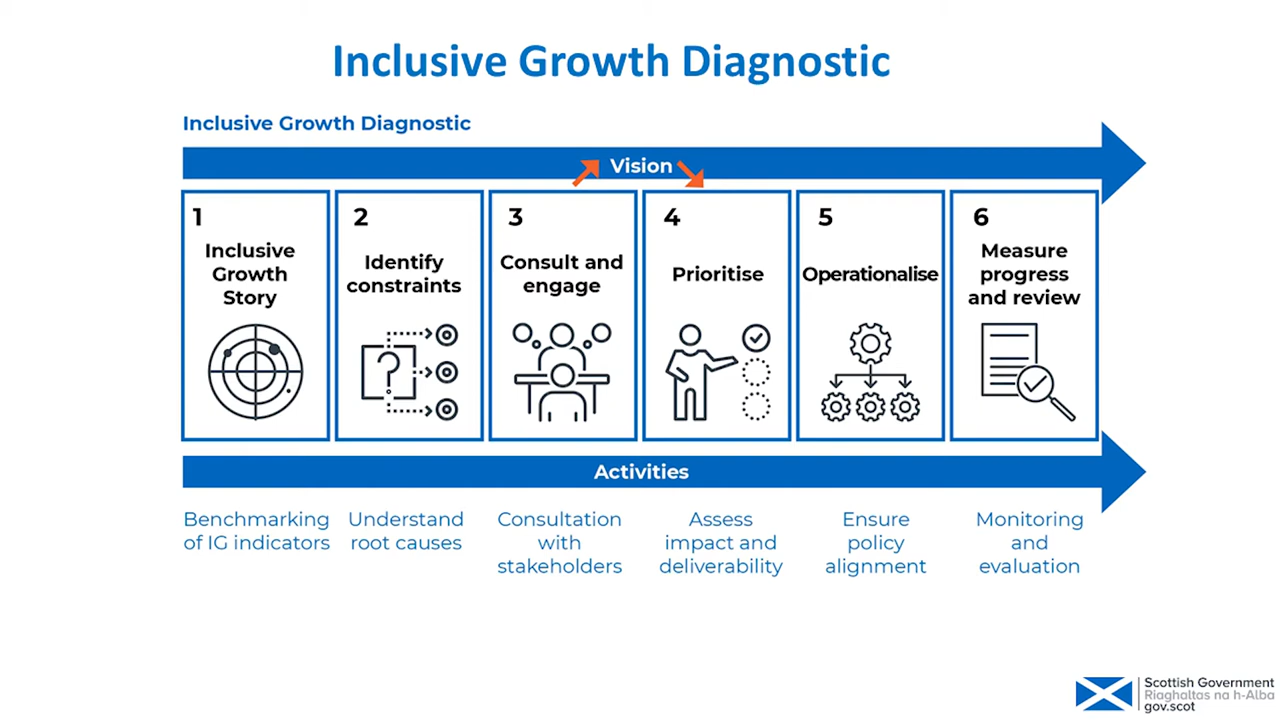 Inclusive Growth Diagnostic
Inclusive Growth Diagnostic
Vision
1
Inclusive
Growth
Story
2
Identify
constraints
3
Consult and
engage
4
Prioritise
5
Operationalise
6
Measure
progress
and review
?
Activities
Benchmarking
of IG indicators
Understand
root causes
Consultation
with
stakeholders
Assess
impact and
deliverability
Ensure
policy
alignment
Monitoring
and
evaluation
Scottish Government
Riaghaltas na h-Alba
gov.scot